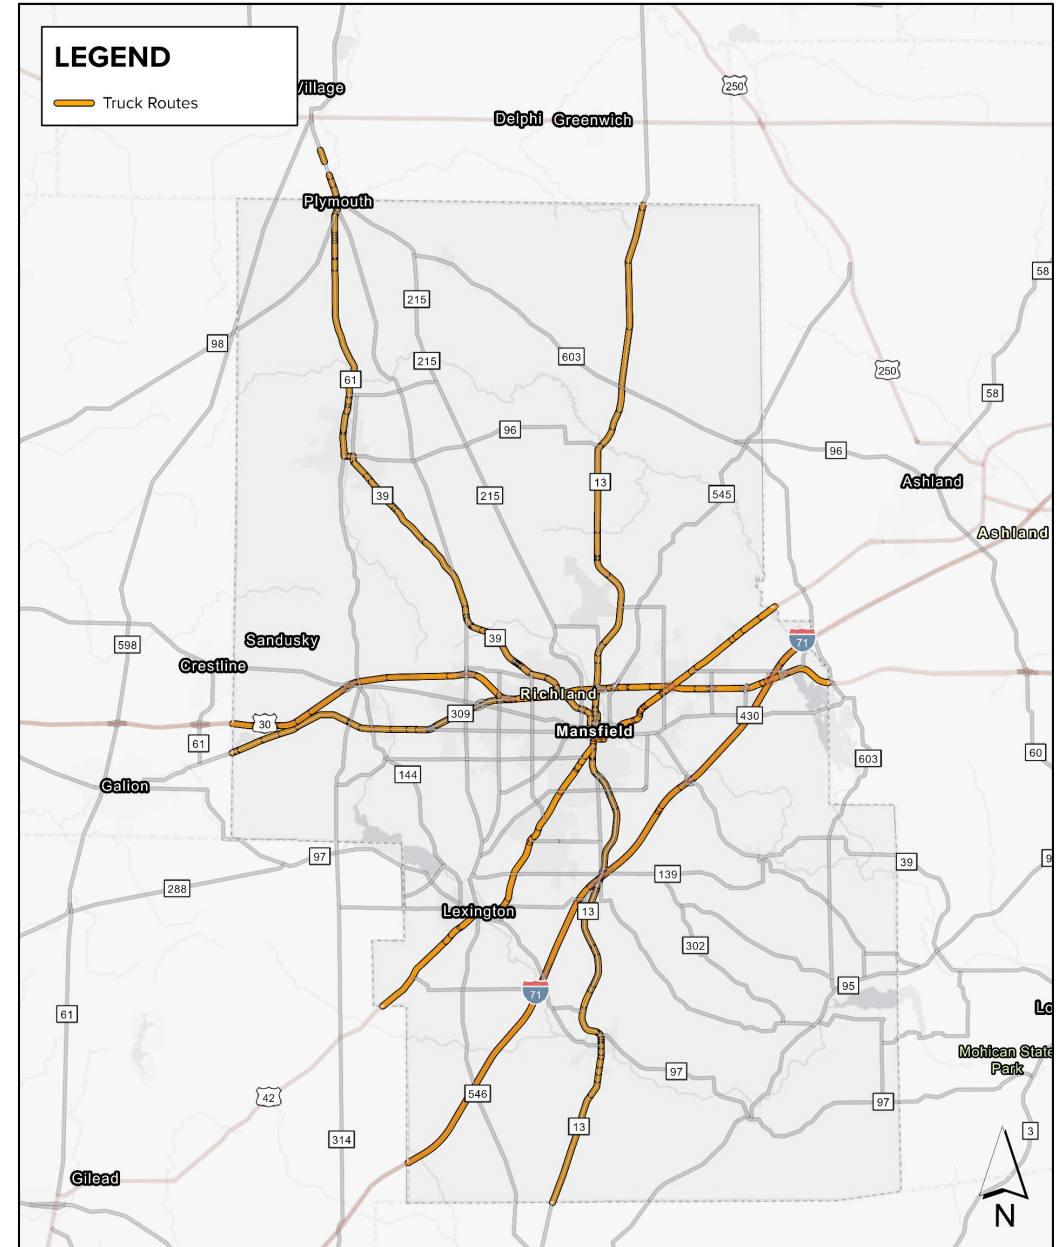 LEGEND
Truck Routes
Village
250
Delphi
Greenwich
Plymouth
58
215
98
603
215
250
61
58
96
96
13
Ashland
39
215
545
Ashland
598
39
Sandusky
71
Crestline
Richland
309
430
30
61
Mansfield
60
603
144
Galion
97
39
139
288
Lexington
13
302
95
71
61
Mohican State
Park
97
546
42
97
13
314
3
Gilead
N